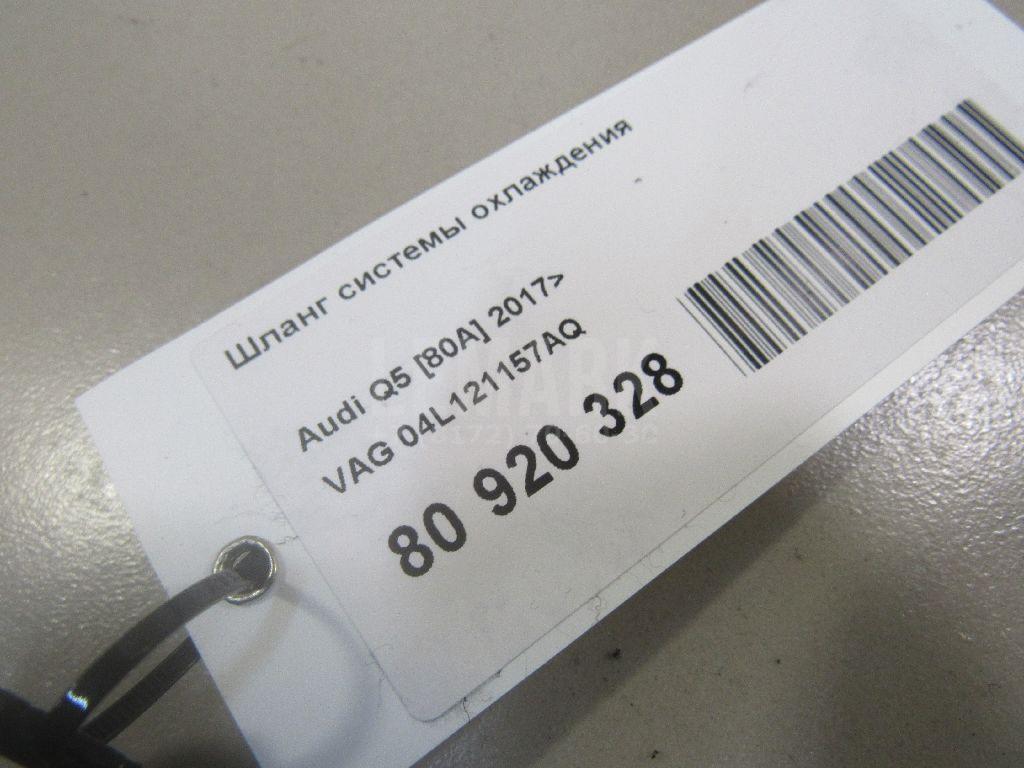 Шланг системы охлаждения
Audi Q5 [80A] 2017>
VAG 04L121157AQ
80 920 328